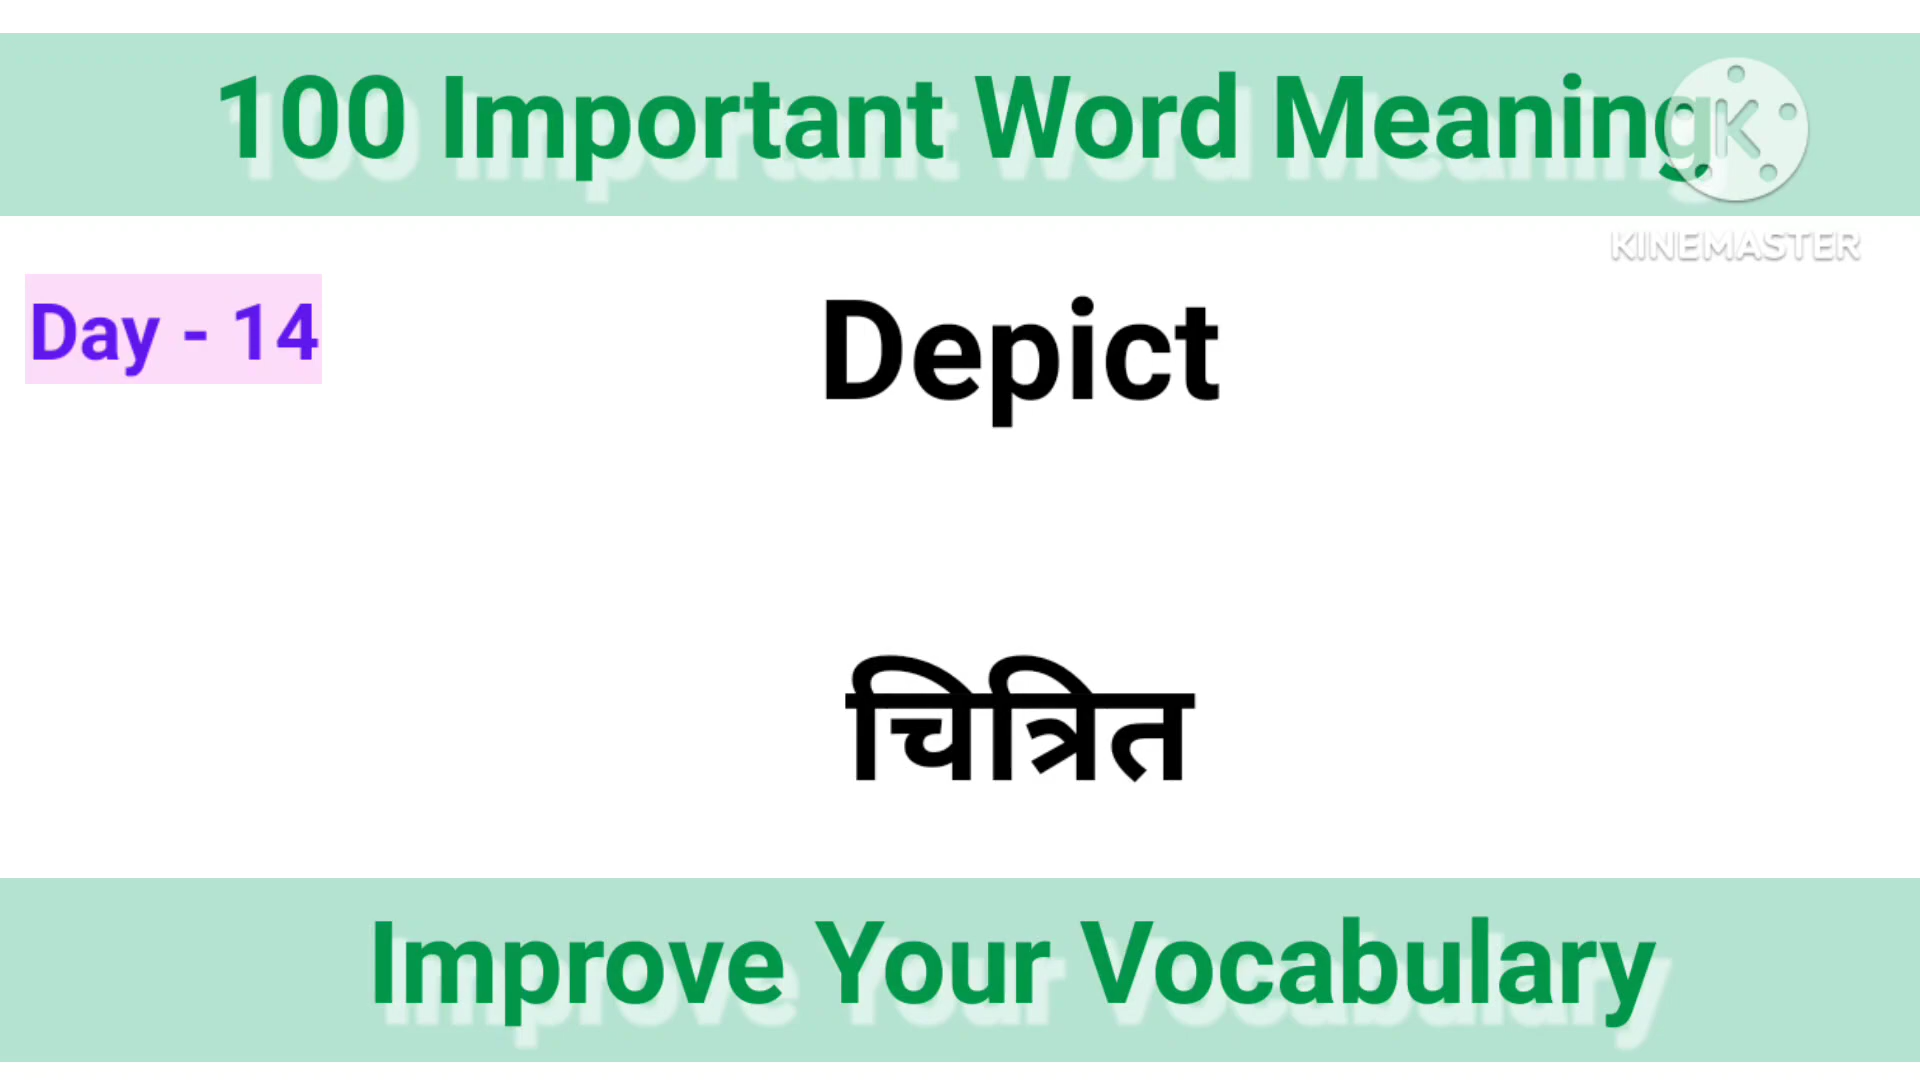 100 Important Word Meaning
K
KINEMASTER
Day - 14
Depict
चित्रित
Improve Your Vocabulary